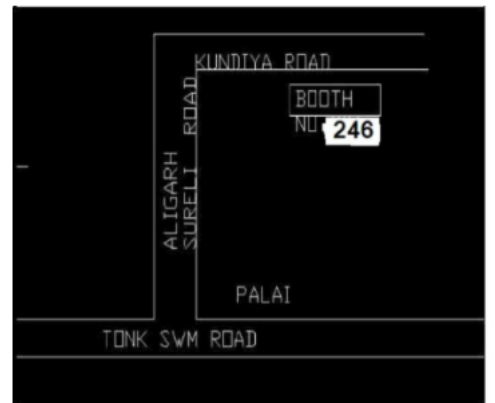 KUNDIYA ROAD
BOOTH
NO. 246
ALIGARH
SURELI ROAD
PALAI
TONK SWM ROAD